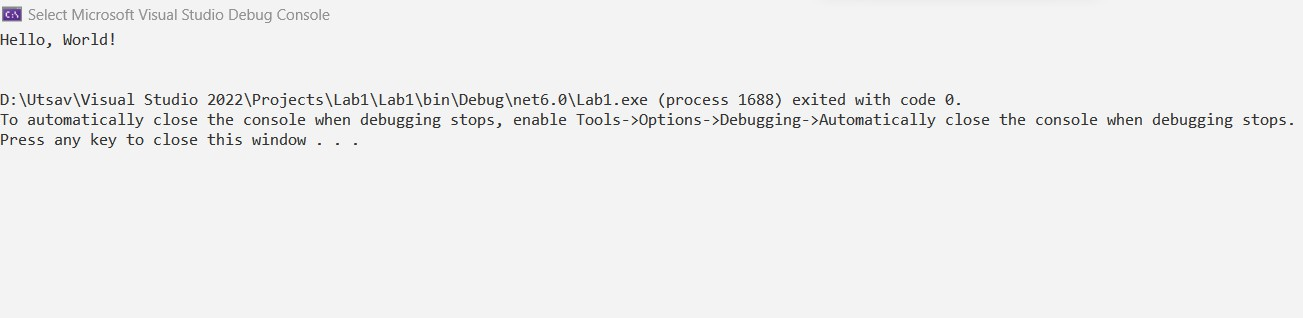 Select Microsoft Visual Studio Debug Console
Hello, World!
D:\Utsav\Visual Studio 2022\Projects\Lab1\Lab1\bin\Debug\net6.0\Lab1.exe (process 1688) exited with code 0.
To automatically close the console when debugging stops, enable Tools->Options->Debugging->Automatically close the console when debugging stops.
Press any key to close this window . . .